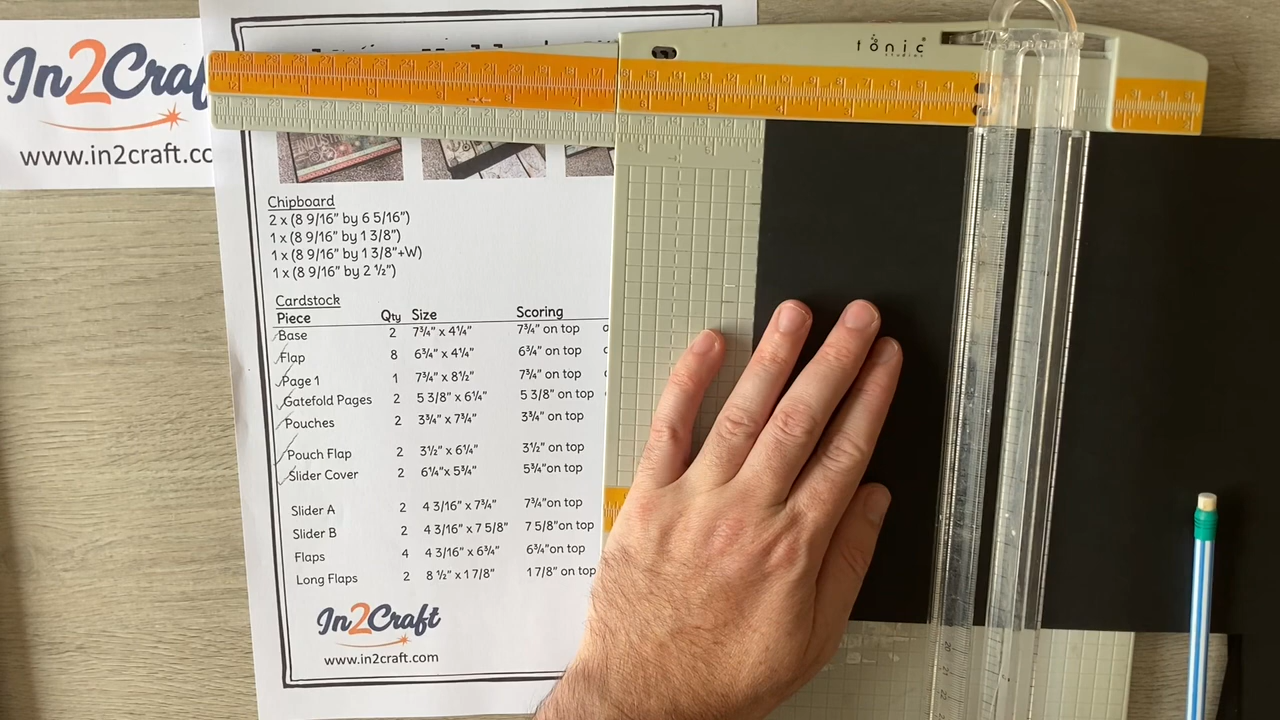 In2Craf
www.in2craft.co
tonic
studios
Chipboard
2 x (8 9/16" by 6 5/16")
1 x (8 9/16" by 1 3/8")
1 x (8 9/16" by 1 3/8"+W)
1 x (8 9/16" by 2 ½")
Cardstock
Piece Qty Size Scoring
Base 2 7¾" x 4¼" 7¾" on top
Flap 8 6¾" x 4¼" 6¾" on top
Page 1 1 7¾" x 8½" 7¾" on top
Gatefold Pages 2 5 3/8" x 6¼" 5 3/8" on top
Pouches 2 3¾" x 7¾" 3¾" on top
Pouch Flap 2 3½" x 6¼" 3½" on top
Slider Cover 2 6¼"x 5¾" 5¾"on top
Slider A 2 4 3/16" x 7¾" 7¾"on top
Slider B 2 4 3/16" x 7 5/8" 7 5/8"on top
Flaps 4 4 3/16" x 6¾" 6¾"on top
Long Flaps 2 8 ½" x 1 7/8" 1 7/8" on top
In2Craft
www.in2craft.com